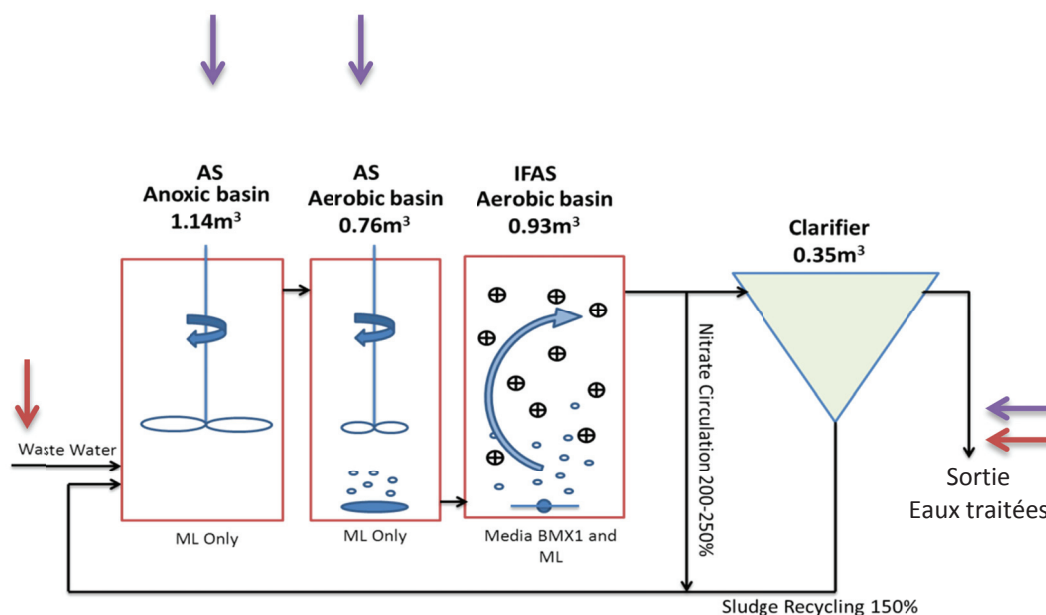 AS
Anoxic basin
1.14m³
AS
Aerobic basin
0.76m³
IFAS
Aerobic basin
0.93m³
Clarifier
0.35m³
Waste Water
Nitrate Circulation 200-250%
Sortie
Eaux traitées
ML Only
ML Only
Media BMX1 and
ML
Sludge Recycling 150%